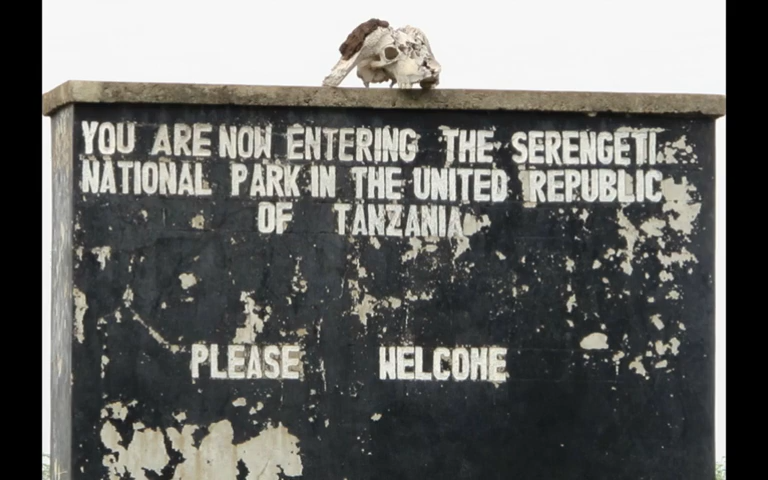 YOU ARE NOW ENTERING THE SERENGETI
NATIONAL PARK IN THE UNITED REPUBLIC
OF TANZANIA
PLEASE WELCOME